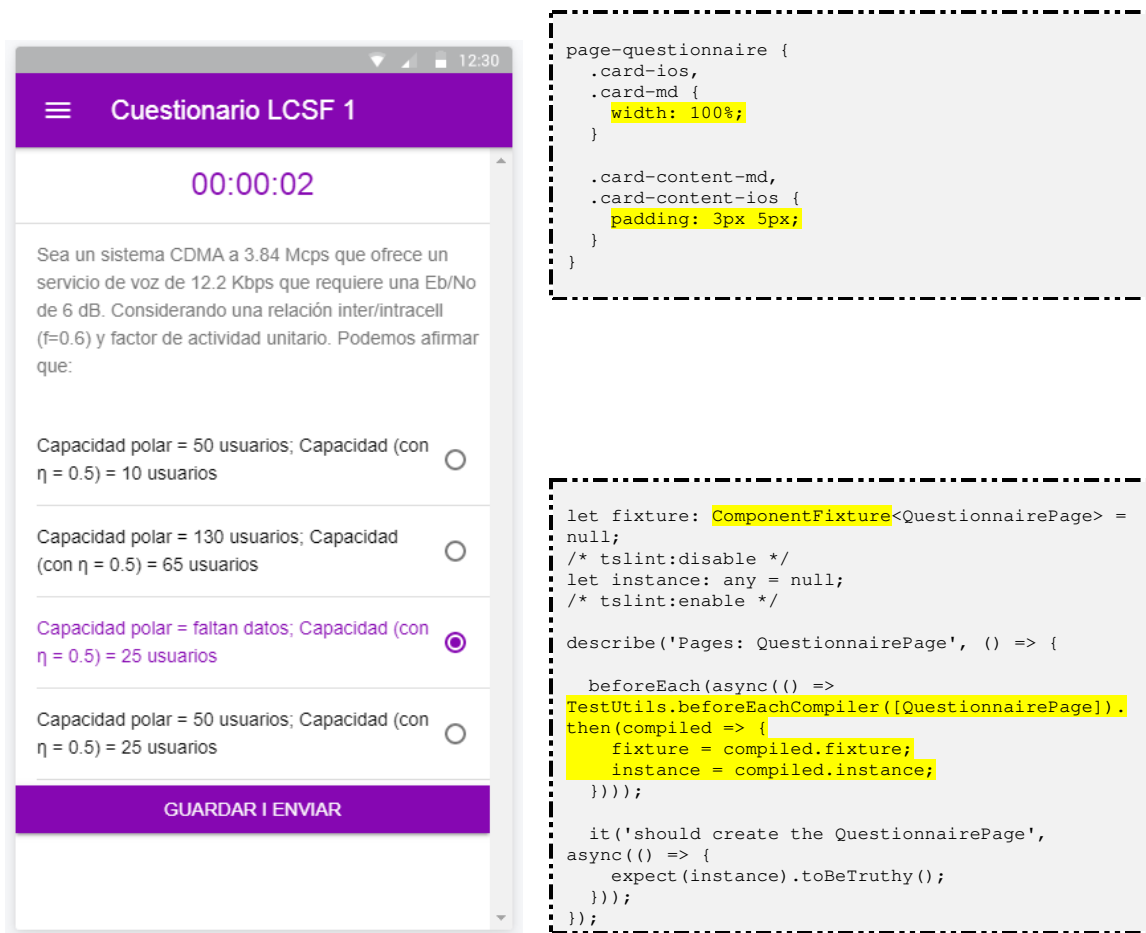 12:30
Cuestionario LCSF 1
00:00:02
Sea un sistema CDMA a 3.84 Mcps que ofrece un
servicio de voz de 12.2 Kbps que requiere una Eb/No
de 6 dB. Considerando una relación inter/intracell
(f=0.6) y factor de actividad unitario. Podemos afirmar
que:
Capacidad polar = 50 usuarios; Capacidad (con
η = 0.5) = 10 usuarios
Capacidad polar = 130 usuarios; Capacidad
(con η = 0.5) = 65 usuarios
Capacidad polar = faltan datos; Capacidad (con
η = 0.5) = 25 usuarios
Capacidad polar = 50 usuarios; Capacidad (con
η = 0.5) = 25 usuarios
GUARDAR I ENVIAR
page-questionnaire {
  .card-ios,
  .card-md {
    width: 100%;
  }

  .card-content-md,
  .card-content-ios {
    padding: 3px 5px;
  }
}
let fixture: ComponentFixture<QuestionnairePage> =
null;
/* tslint:disable */
let instance: any = null;
/* tslint:enable */

describe('Pages: QuestionnairePage', () => {

  beforeEach(async(() =>
TestUtils.beforeEachCompiler([QuestionnairePage]).
then(compiled => {
    fixture = compiled.fixture;
    instance = compiled.instance;
  })));

  it('should create the QuestionnairePage',
async(() => {
    expect(instance).toBeTruthy();
  }));
});